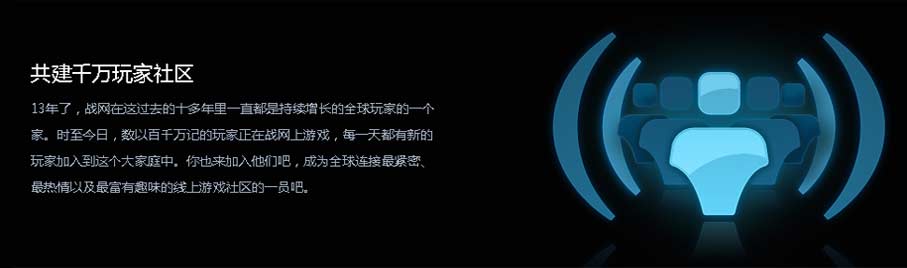 共建千万玩家社区
13年了，战网在这过去的十多年里一直都是持续增长的全球玩家的一个
家。时至今日，数以百千万记的玩家正在战网上游戏，每一天都有新的
玩家加入到这个大家庭中。你也来加入他们吧，成为全球连接最紧密、
最热情以及最富有趣味的线上游戏社区的一员吧。